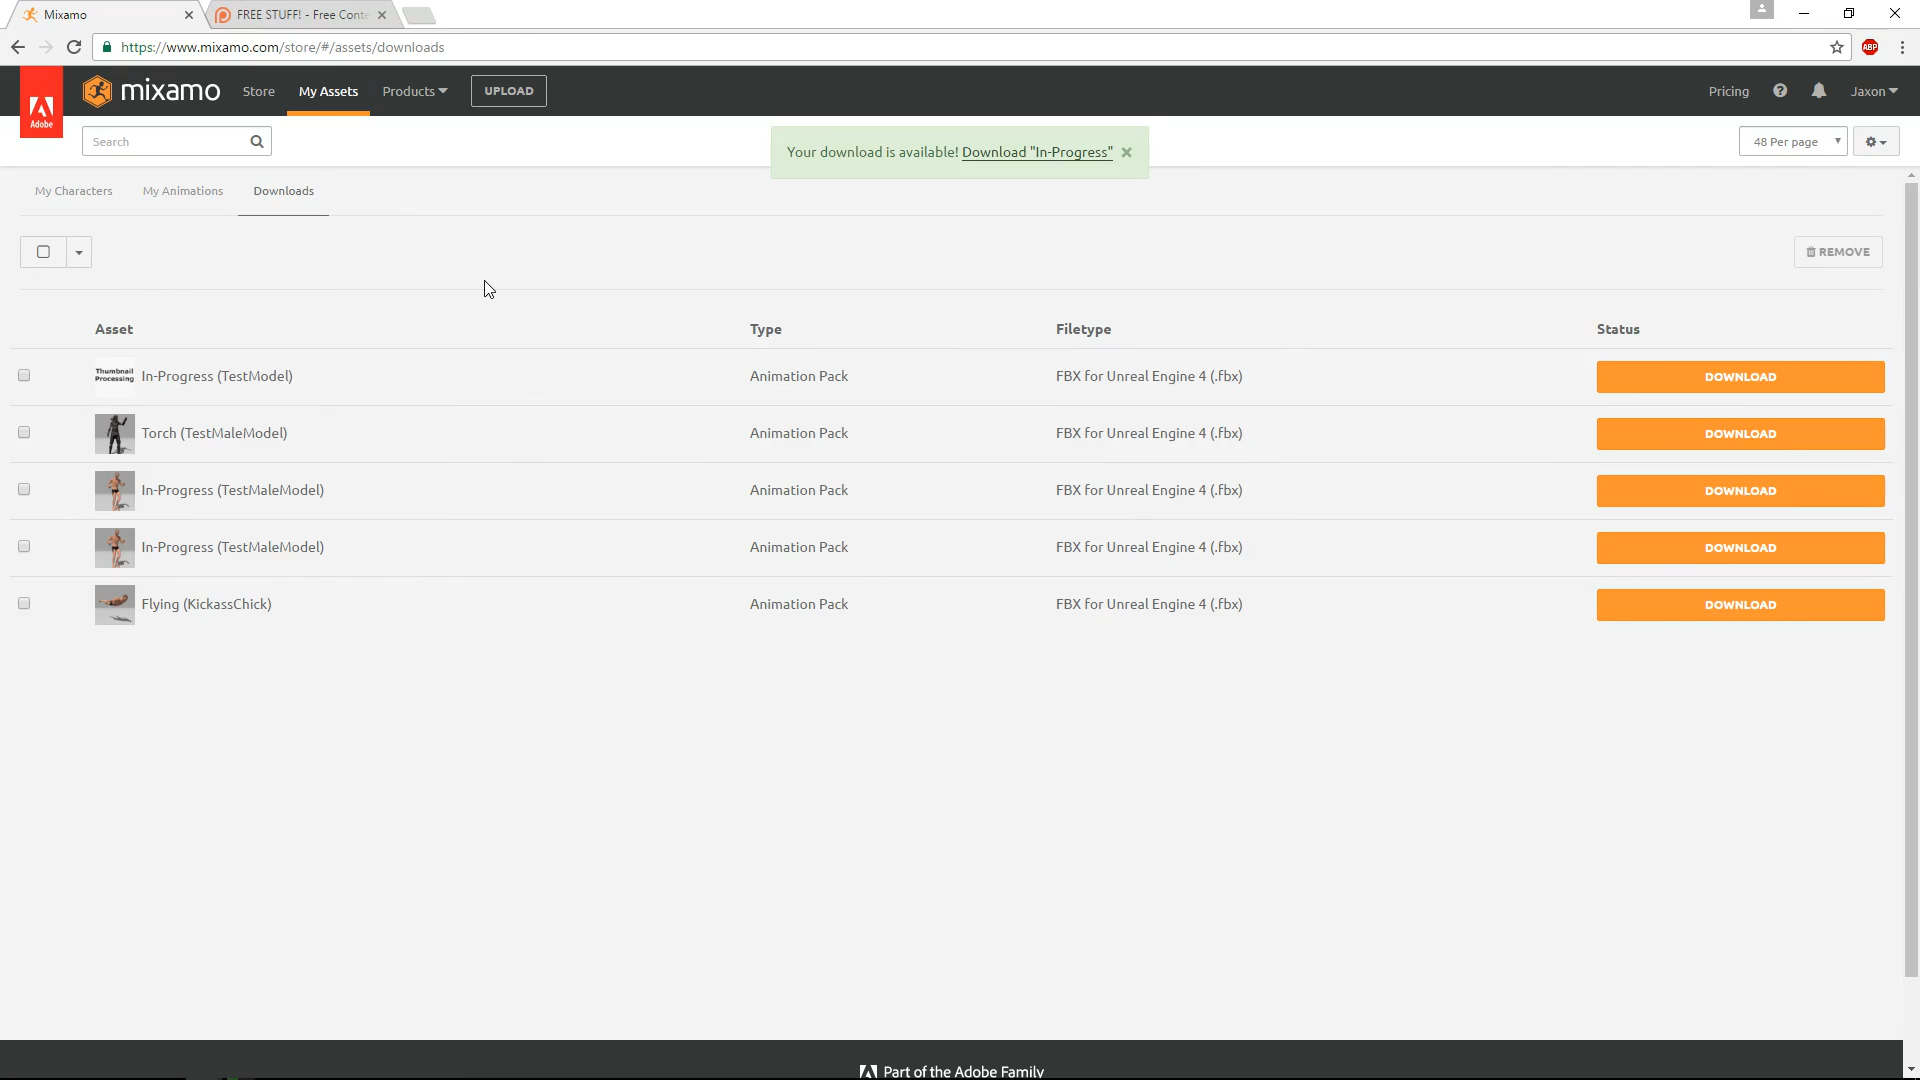 Mixamo
FREE STUFF! - Free Conte
https://www.mixamo.com/store/#/assets/downloads
ABP
Adobe
mixamo
Store
My Assets
Products
UPLOAD
Pricing
?
Jaxon
Search
Your download is available! Download "In-Progress" ×
48 Per page
My Characters
My Animations
Downloads
REMOVE
Asset
Type
Filetype
Status
Thumbnail
Processing
In-Progress (TestModel)
Animation Pack
FBX for Unreal Engine 4 (.fbx)
DOWNLOAD
Torch (TestMaleModel)
Animation Pack
FBX for Unreal Engine 4 (.fbx)
DOWNLOAD
In-Progress (TestMaleModel)
Animation Pack
FBX for Unreal Engine 4 (.fbx)
DOWNLOAD
In-Progress (TestMaleModel)
Animation Pack
FBX for Unreal Engine 4 (.fbx)
DOWNLOAD
Flying (KickassChick)
Animation Pack
FBX for Unreal Engine 4 (.fbx)
DOWNLOAD
Part of the Adobe Family